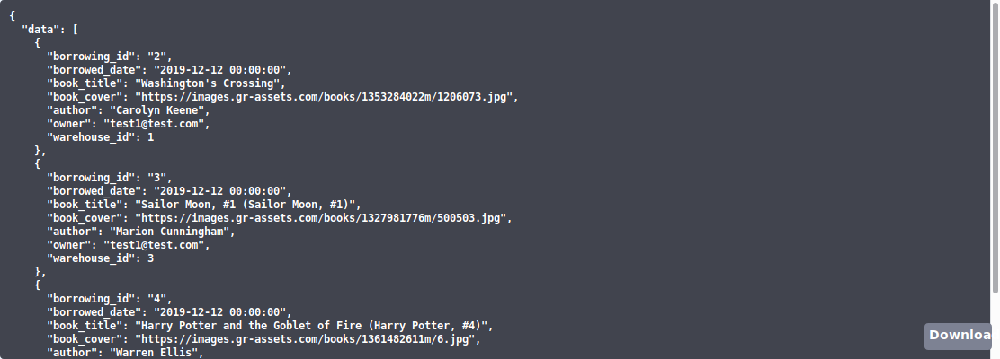 {
  "data": [
    {
      "borrowing_id": "2",
      "borrowed_date": "2019-12-12 00:00:00",
      "book_title": "Washington's Crossing",
      "book_cover": "https://images.gr-assets.com/books/1353284022m/1206073.jpg",
      "author": "Carolyn Keene",
      "owner": "test1@test.com",
      "warehouse_id": 1
    },
    {
      "borrowing_id": "3",
      "borrowed_date": "2019-12-12 00:00:00",
      "book_title": "Sailor Moon, #1 (Sailor Moon, #1)",
      "book_cover": "https://images.gr-assets.com/books/1327981776m/500503.jpg",
      "author": "Marion Cunningham",
      "owner": "test1@test.com",
      "warehouse_id": 3
    },
    {
      "borrowing_id": "4",
      "borrowed_date": "2019-12-12 00:00:00",
      "book_title": "Harry Potter and the Goblet of Fire (Harry Potter, #4)",
      "book_cover": "https://images.gr-assets.com/books/1361482611m/6.jpg",
Downloa
      "author": "Warren Ellis",